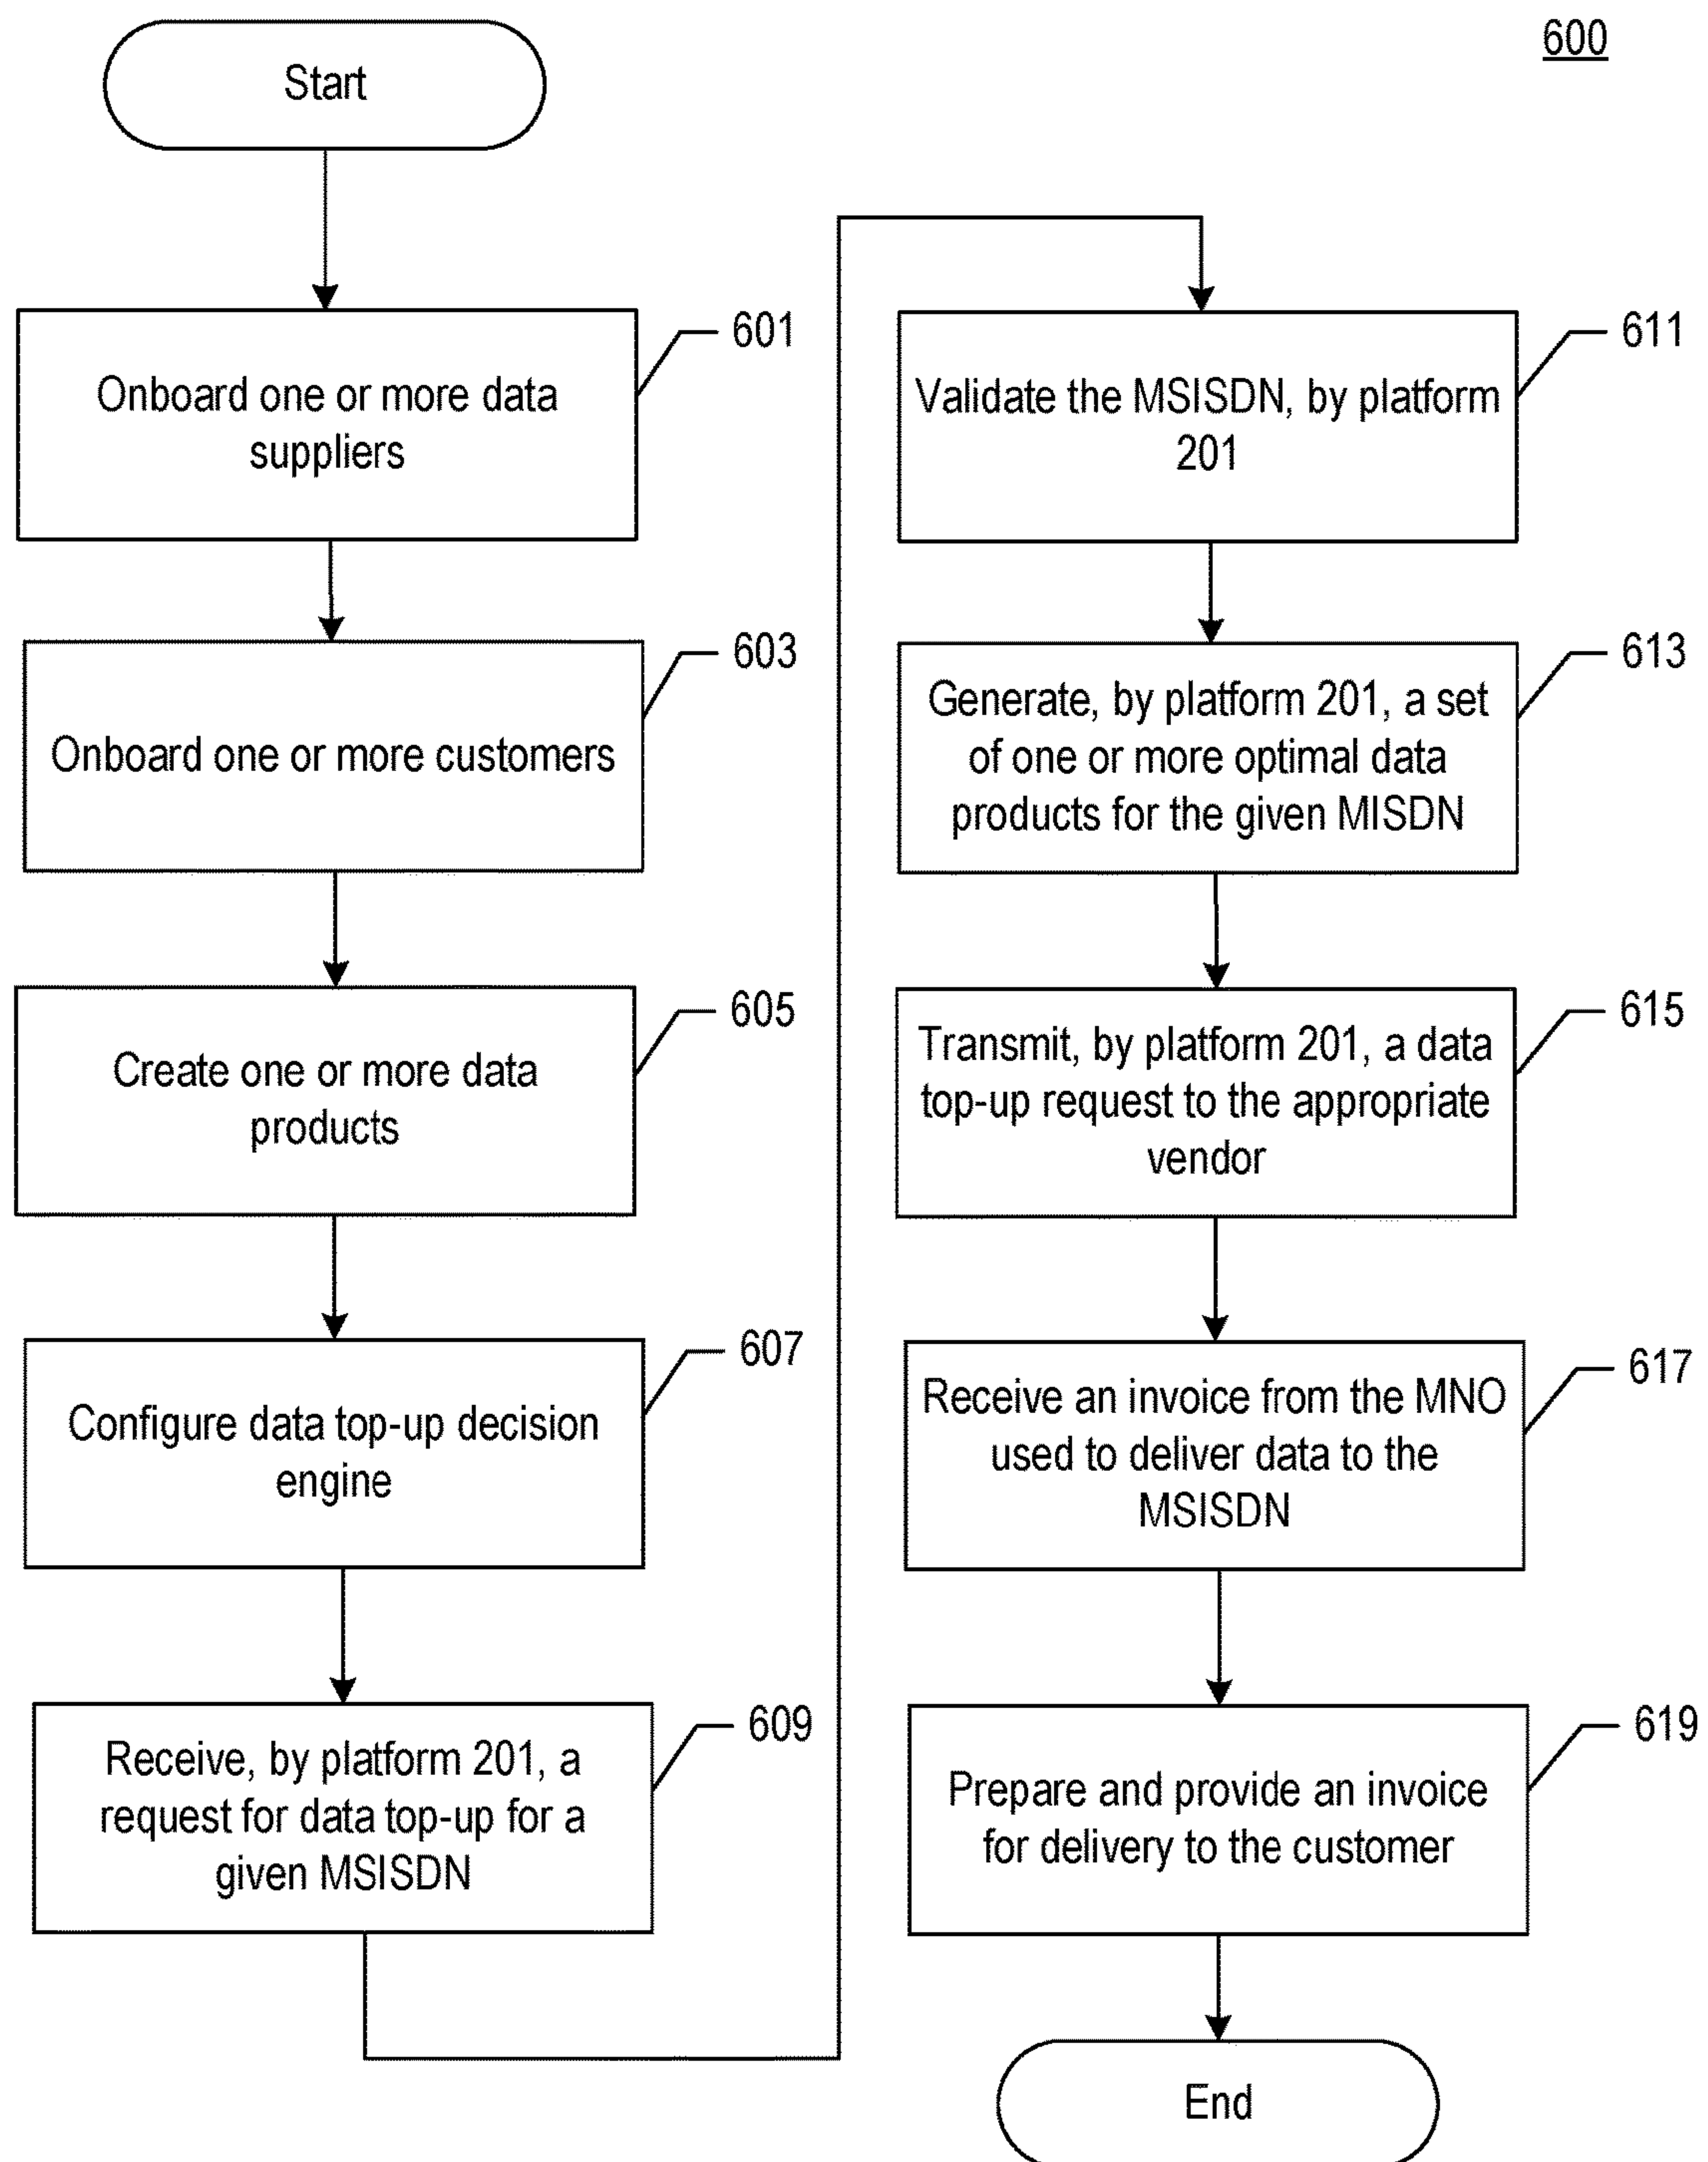 600
Start
601
Onboard one or more data
suppliers
603
Onboard one or more customers
605
Create one or more data
products
607
Configure data top-up decision
engine
609
Receive, by platform 201, a
request for data top-up for a
given MSISDN
611
Validate the MSISDN, by platform
201
613
Generate, by platform 201, a set
of one or more optimal data
products for the given MISDN
615
Transmit, by platform 201, a data
top-up request to the appropriate
vendor
617
Receive an invoice from the MNO
used to deliver data to the
MSISDN
619
Prepare and provide an invoice
for delivery to the customer
End